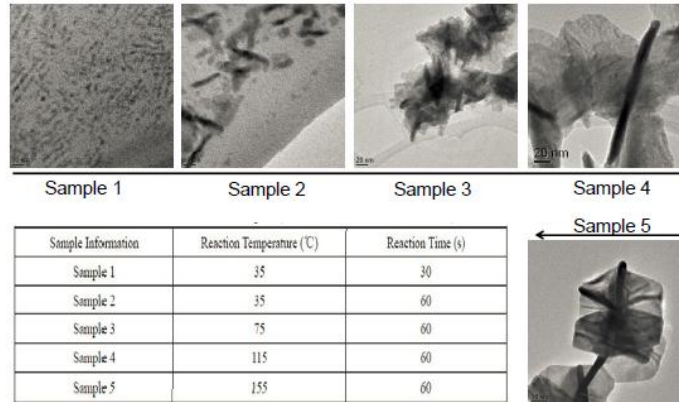 20 nm
Sample 1
Sample 2
Sample 3
Sample 4
Sample 5
Sample Information Reaction Temperature (℃) Reaction Time (s)
Sample 1 35 30
Sample 2 35 60
Sample 3 75 60
Sample 4 115 60
Sample 5 155 60